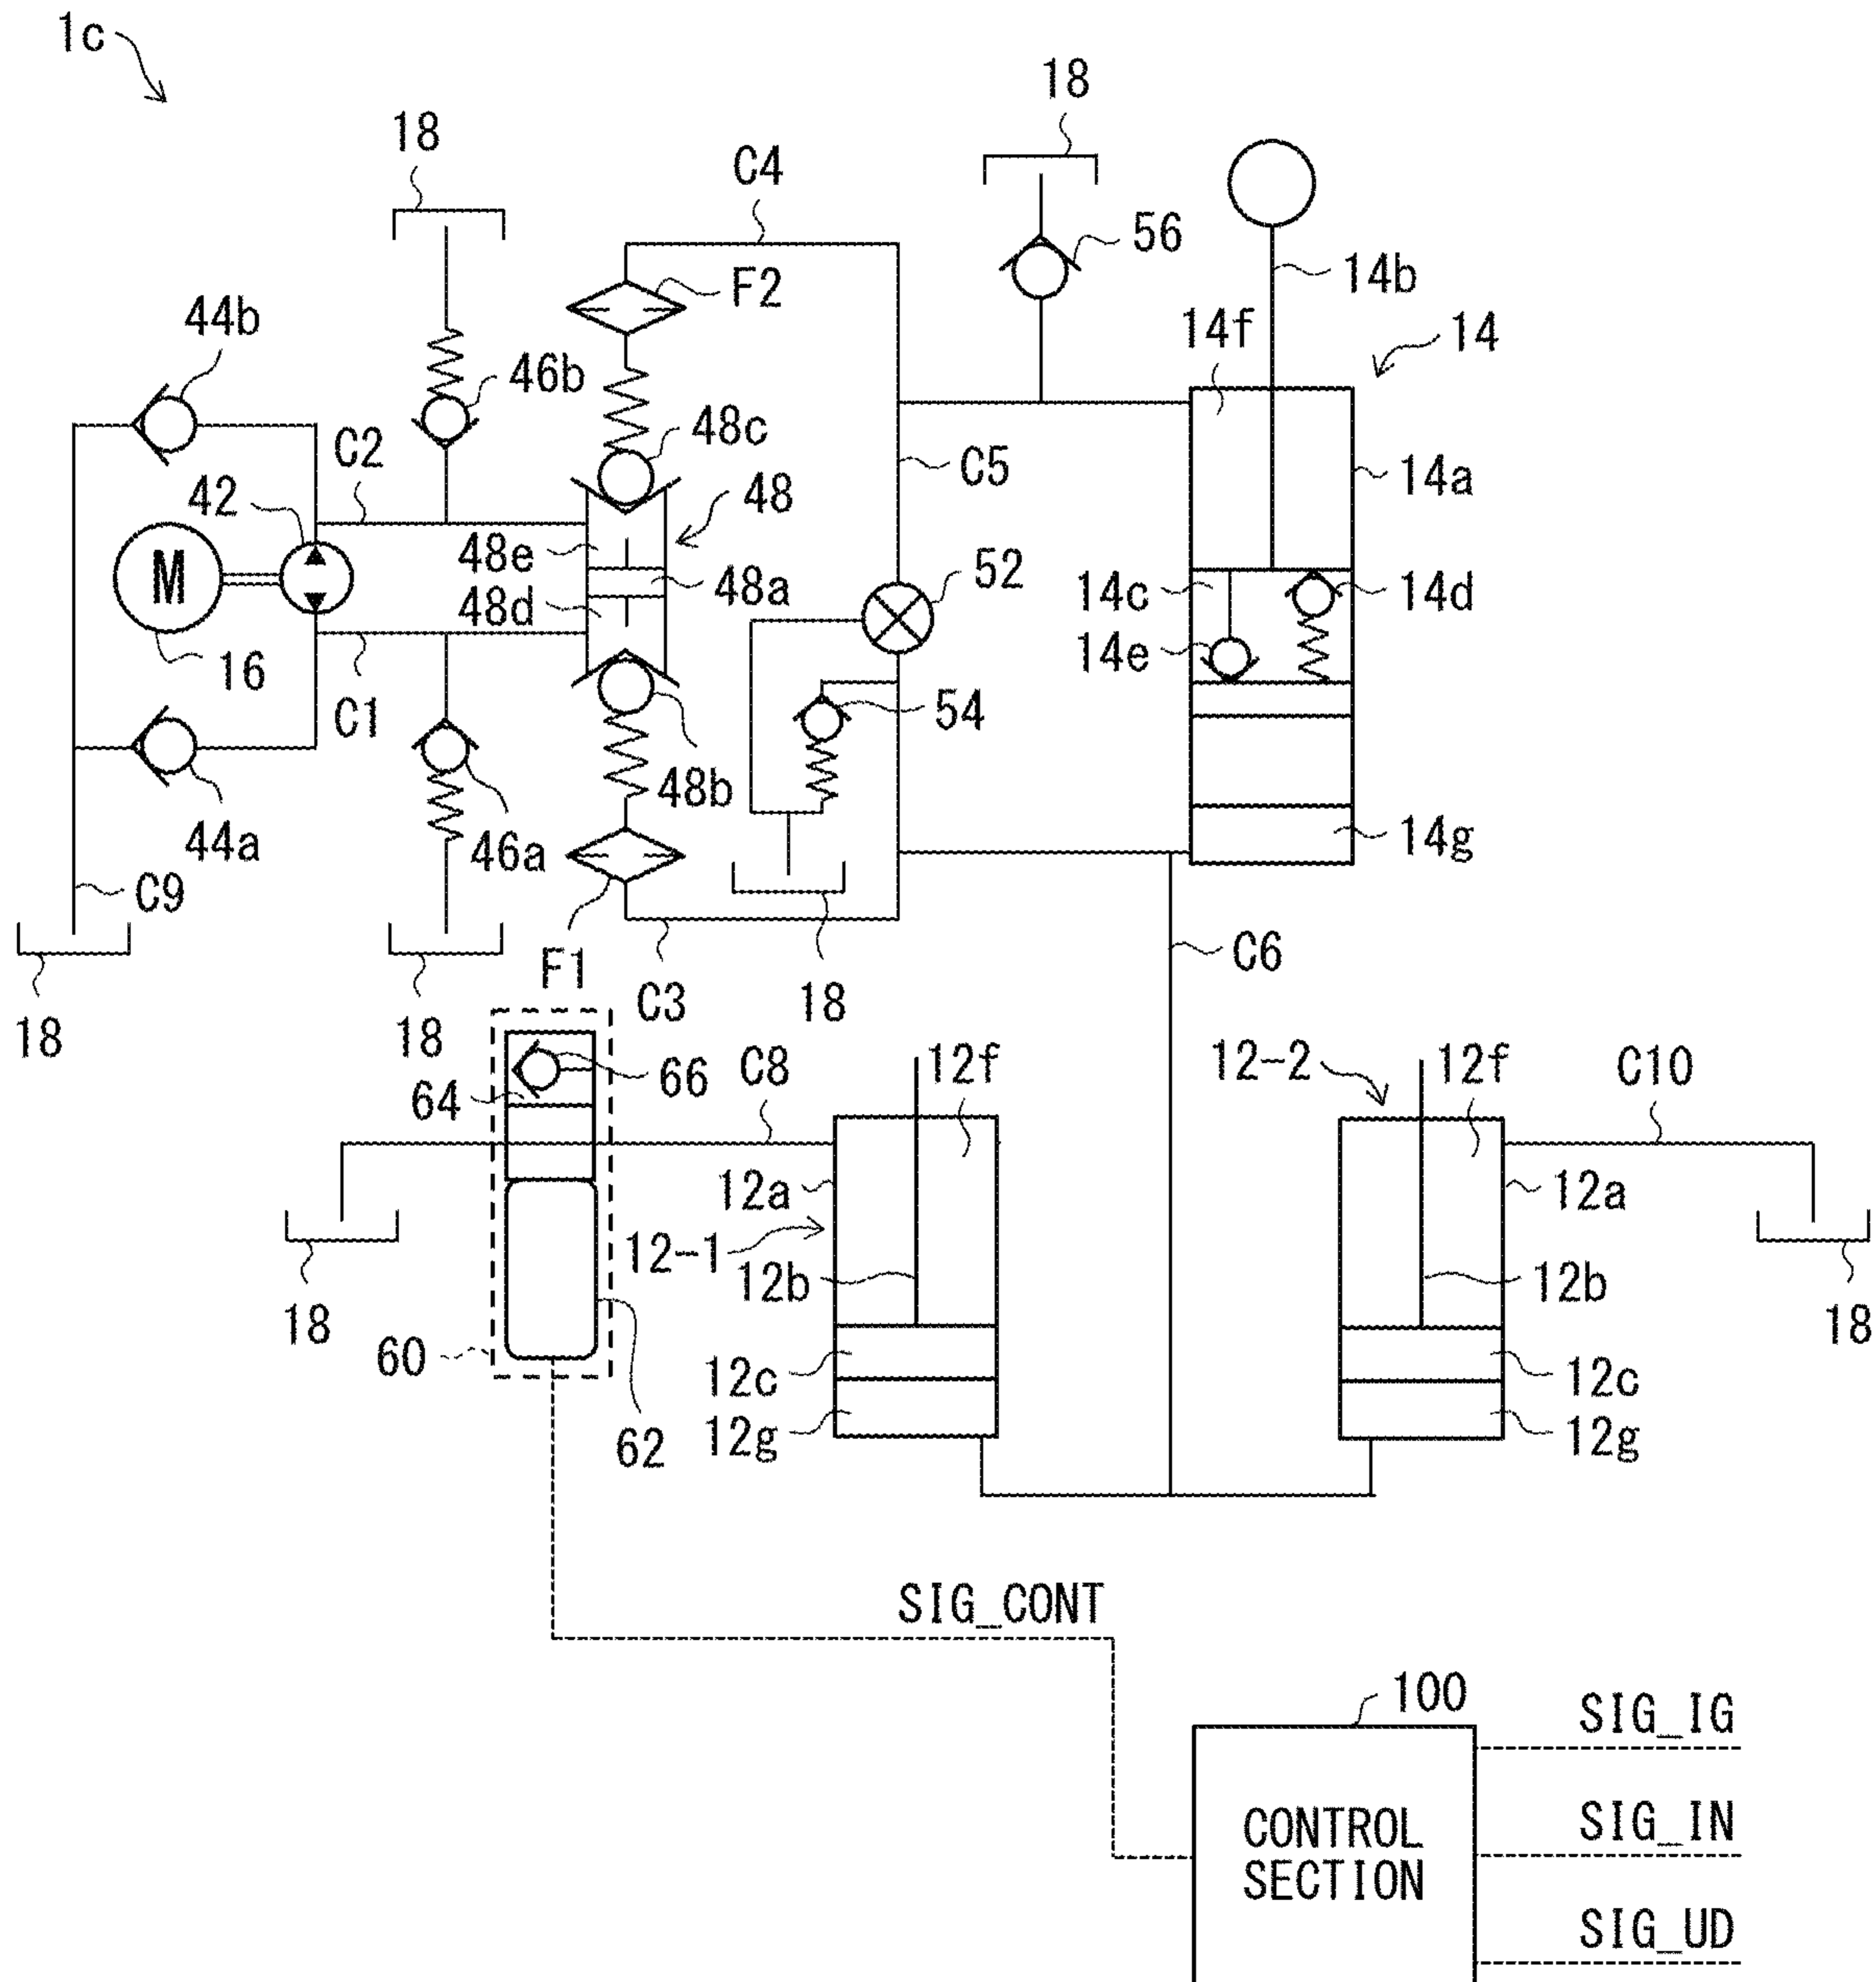 1c
18
18
C4
56
F2
14b
44b
14f
14
46b
C2
48c
C5
42
48
14a
48e
52
M
48a
14c
14d
48d
14e
16
C1
54
48b
44a
46a
14g
C9
F1
C6
18
18
C3
18
66
C8
12f
12-2
12f
C10
64
12a
12a
12-1
12b
12b
18
18
60
12c
12c
62
12g
12g
SIG_CONT
100
SIG_IG
CONTROL
SECTION
SIG_IN
SIG_UD